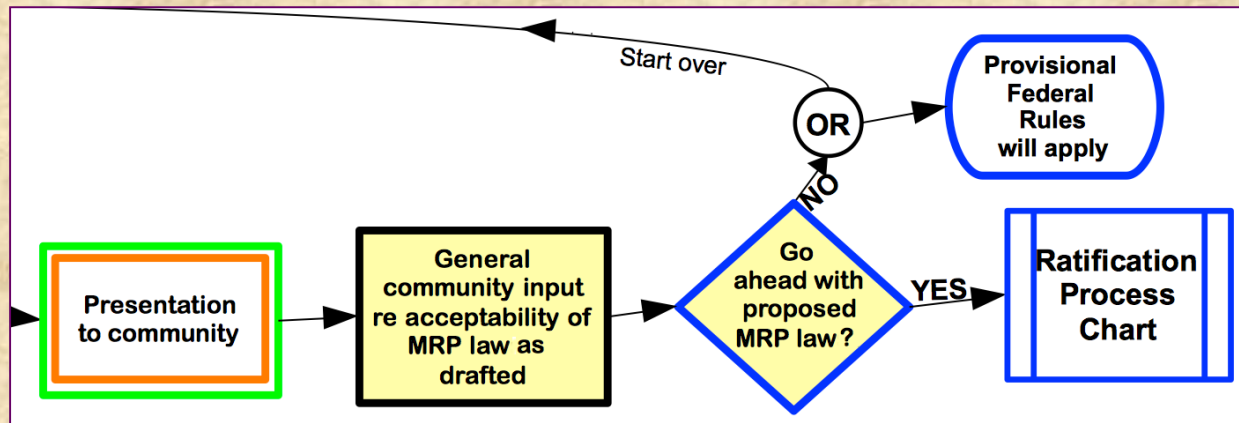 Start over
OR
Provisional
Federal
Rules
will apply
NO
Presentation
to community
General
community input
re acceptability of
MRP law as
drafted
Go
ahead with
proposed
MRP law?
YES
Ratification
Process
Chart